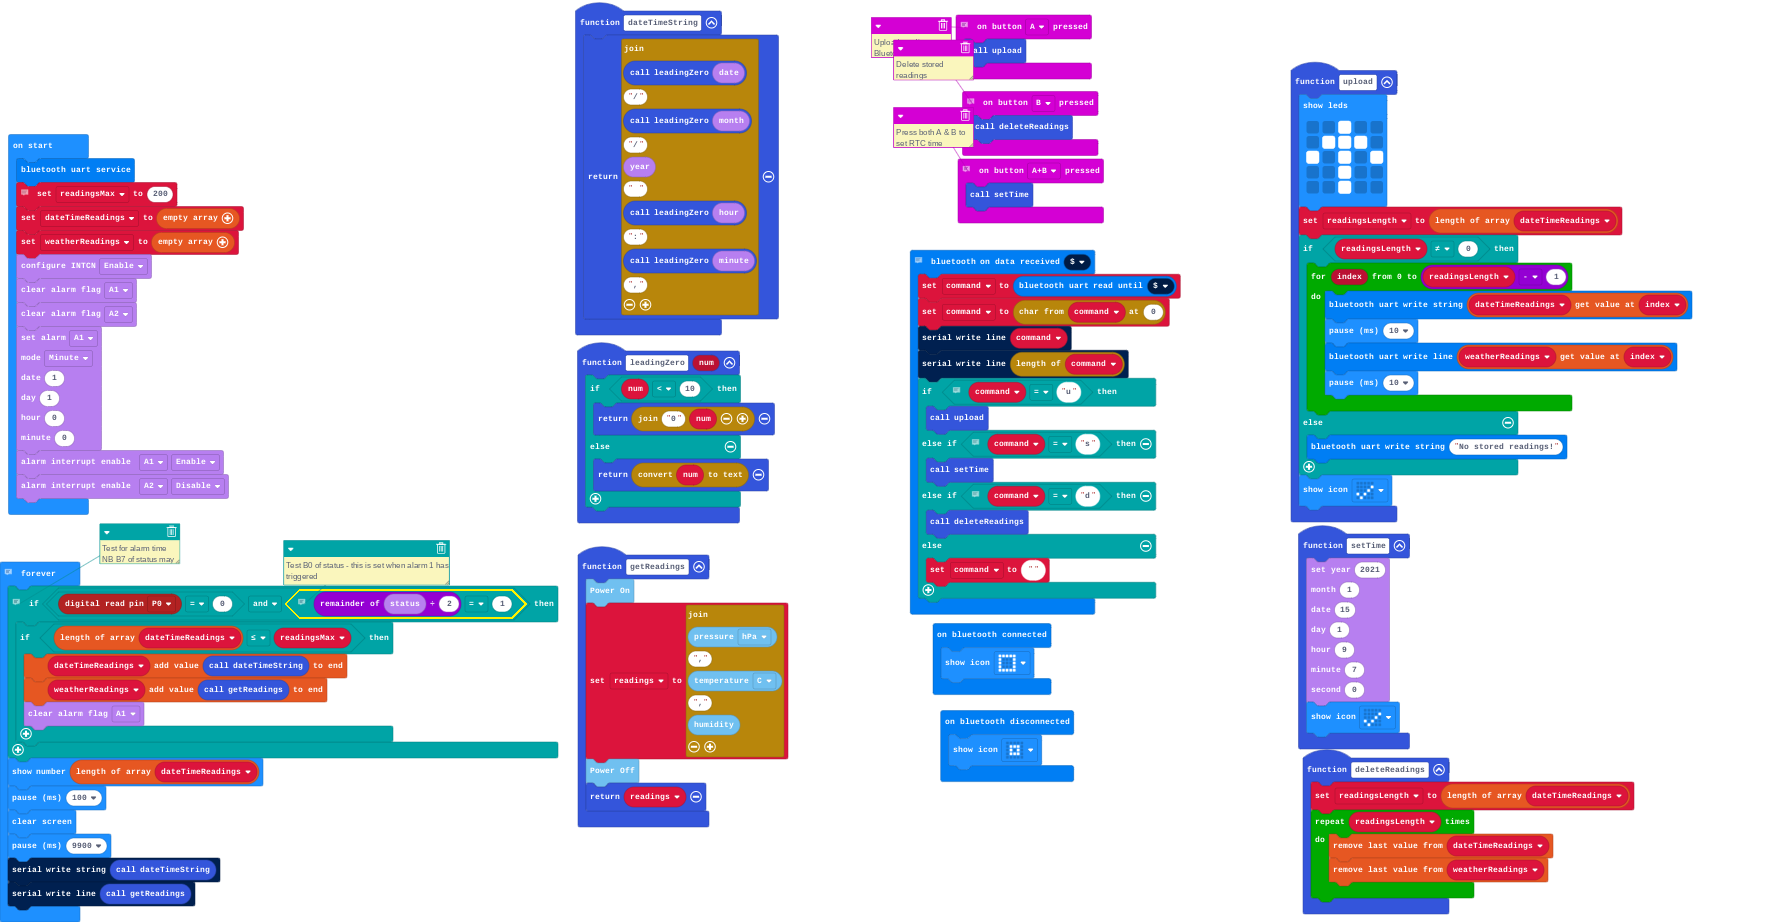 on start
bluetooth uart service
set readingsMax to 200
set dateTimeReadings to empty array
set weatherReadings to empty array
configure INTCN Enable
clear alarm flag A1
clear alarm flag A2
set alarm A1
mode Minute
date 1
day 1
hour 0
minute 0
alarm interrupt enable A1 Enable
alarm interrupt enable A2 Disable
Test for alarm time
NB B7 of status may
Test B0 of status - this is set when alarm 1 has
triggered
forever
if digital read pin P0 = 0 and remainder of status ÷ 2 = 1 then
if length of array dateTimeReadings ≤ readingsMax then
dateTimeReadings add value call dateTimeString to end
weatherReadings add value call getReadings to end
clear alarm flag A1
show number length of array dateTimeReadings
pause (ms) 100
clear screen
pause (ms) 9900
serial write string call dateTimeString
serial write line call getReadings
function dateTimeString
return
join
call leadingZero date
"/"
call leadingZero month
"/"
year
" "
call leadingZero hour
":"
call leadingZero minute
","
function leadingZero num
if num < 10 then
return join "0" num
else
return convert num to text
function getReadings
Power On
set readings to
join
pressure hPa
","
temperature C
","
humidity
Power Off
return readings
Delete stored
readings
Press both A & B to
set RTC time
on button A pressed
call upload
on button B pressed
call deleteReadings
on button A+B pressed
call setTime
bluetooth on data received $
set command to bluetooth uart read until $
set command to char from command at 0
serial write line command
serial write line length of command
if command = "u" then
call upload
else if command = "s" then
call setTime
else if command = "d" then
call deleteReadings
else
set command to ""
on bluetooth connected
show icon
on bluetooth disconnected
show icon
function upload
show leds
set readingsLength to length of array dateTimeReadings
if readingsLength ≠ 0 then
for index from 0 to readingsLength - 1
do
bluetooth uart write string dateTimeReadings get value at index
pause (ms) 10
bluetooth uart write line weatherReadings get value at index
pause (ms) 10
else
bluetooth uart write string "No stored readings!"
show icon
function setTime
set year 2021
month 1
date 15
day 1
hour 9
minute 7
second 0
show icon
function deleteReadings
set readingsLength to length of array dateTimeReadings
repeat readingsLength times
do
remove last value from dateTimeReadings
remove last value from weatherReadings